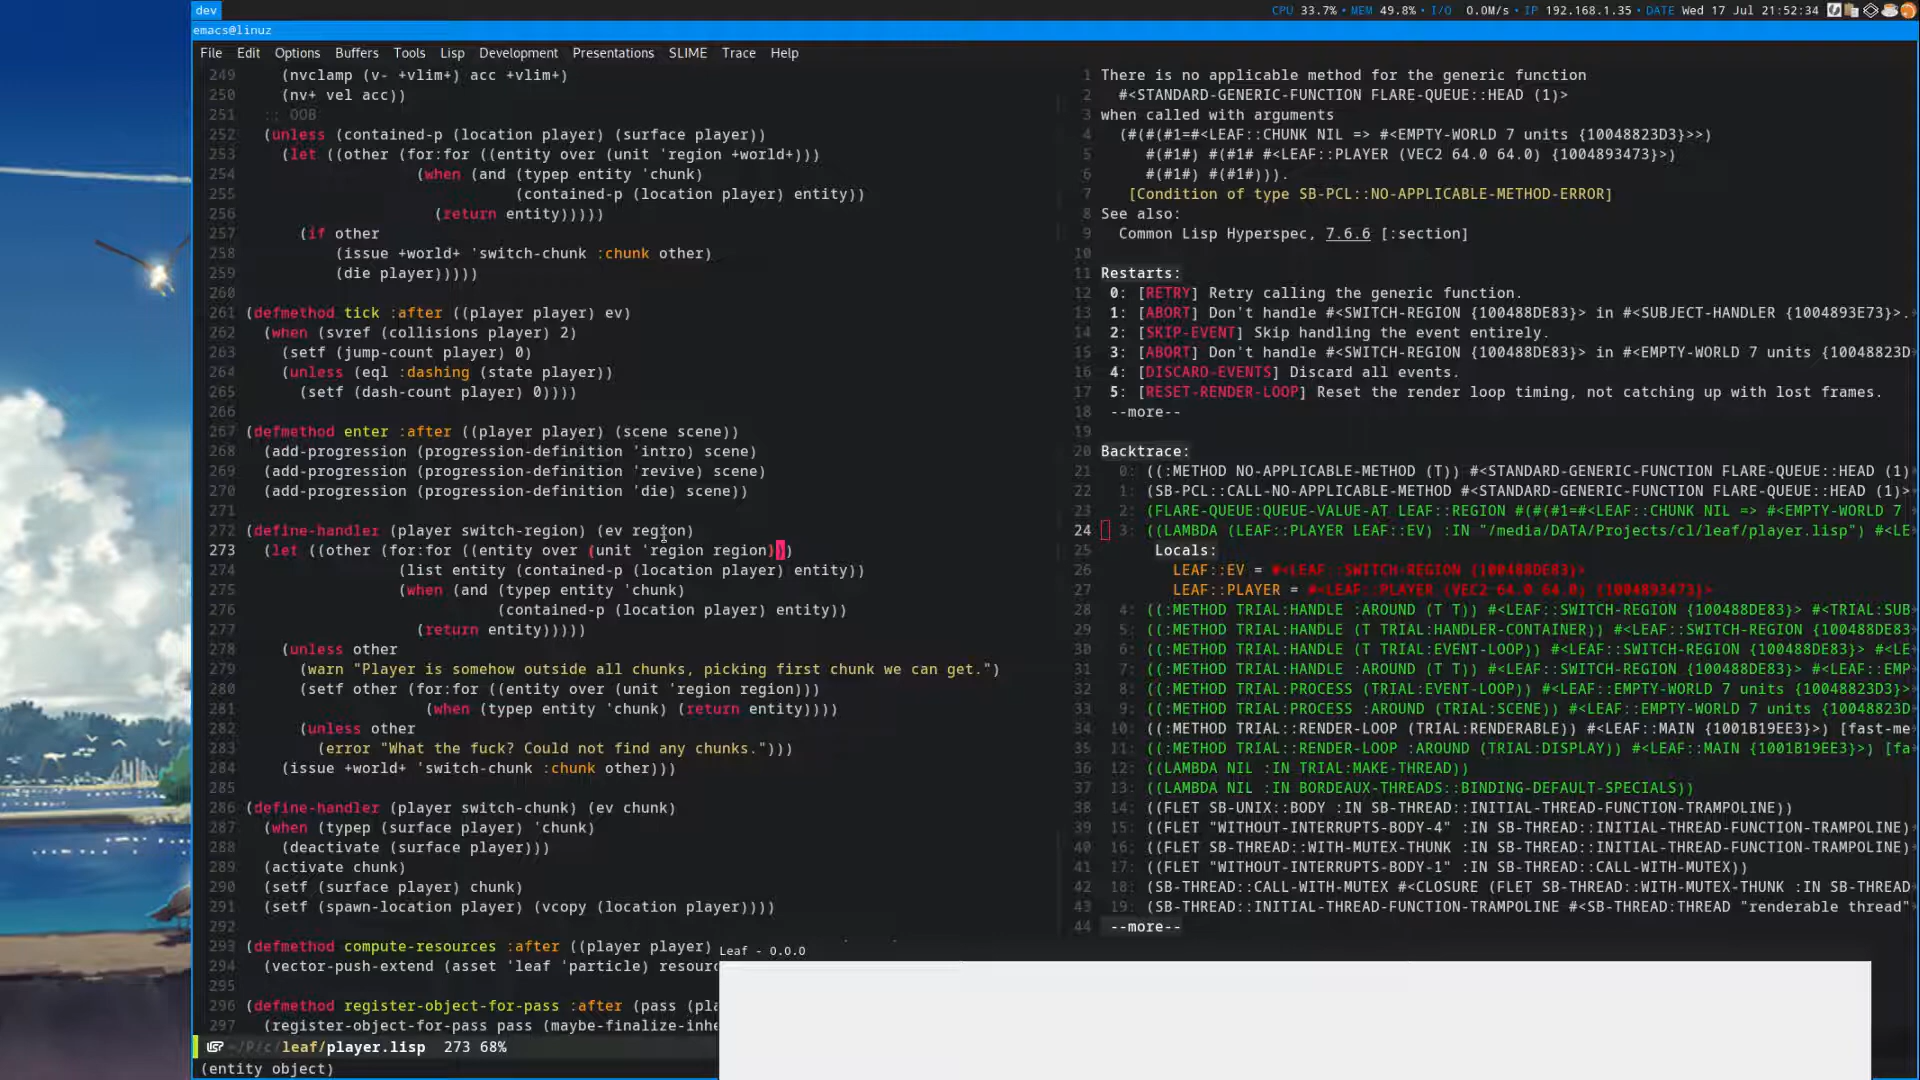 dev
CPU 33.7% • MEM 49.8% • I/O 0.0M/s • IP 192.168.1.35 • DATE Wed 17 Jul 21:52:34
emacs@linuz
File Edit Options Buffers Tools Lisp Development Presentations SLIME Trace Help
249 (nvclamp (v- +vlim+) acc +vlim+)
250 (nv+ vel acc))
251 ;; OOB
252 (unless (contained-p (location player) (surface player))
253 (let ((other (for:for ((entity over (unit 'region +world+)))
254 (when (and (typep entity 'chunk)
255 (contained-p (location player) entity))
256 (return entity)))))
257 (if other
258 (issue +world+ 'switch-chunk :chunk other)
259 (die player)))))
260
261 (defmethod tick :after ((player player) ev)
262 (when (svref (collisions player) 2)
263 (setf (jump-count player) 0)
264 (unless (eql :dashing (state player))
265 (setf (dash-count player) 0))))
266
267 (defmethod enter :after ((player player) (scene scene))
268 (add-progression (progression-definition 'intro) scene)
269 (add-progression (progression-definition 'revive) scene)
270 (add-progression (progression-definition 'die) scene))
271
272 (define-handler (player switch-region) (ev region)
273 (let ((other (for:for ((entity over (unit 'region region)))
274 (list entity (contained-p (location player) entity))
275 (when (and (typep entity 'chunk)
276 (contained-p (location player) entity))
277 (return entity)))))
278 (unless other
279 (warn "Player is somehow outside all chunks, picking first chunk we can get.")
280 (setf other (for:for ((entity over (unit 'region region)))
281 (when (typep entity 'chunk) (return entity))))
282 (unless other
283 (error "What the fuck? Could not find any chunks.")))
284 (issue +world+ 'switch-chunk :chunk other)))
285
286 (define-handler (player switch-chunk) (ev chunk)
287 (when (typep (surface player) 'chunk)
288 (deactivate (surface player)))
289 (activate chunk)
290 (setf (surface player) chunk)
291 (setf (spawn-location player) (vcopy (location player))))
292
293 (defmethod compute-resources :after ((player player)
294 (vector-push-extend (asset 'leaf 'particle) resourc
295
296 (defmethod register-object-for-pass :after (pass (pla
297 (register-object-for-pass pass (maybe-finalize-inhe
~/P/c/leaf/player.lisp 273 68%
(entity object)
1 There is no applicable method for the generic function
2 #<STANDARD-GENERIC-FUNCTION FLARE-QUEUE::HEAD (1)>
3 when called with arguments
4 (#(#(#1=#<LEAF::CHUNK NIL => #<EMPTY-WORLD 7 units {10048823D3}>>)
5 #(#1#) #(#1# #<LEAF::PLAYER (VEC2 64.0 64.0) {1004893473}>)
6 #(#1#) #(#1#))).
7 [Condition of type SB-PCL::NO-APPLICABLE-METHOD-ERROR]
8 See also:
9 Common Lisp Hyperspec, 7.6.6 [:section]
10
11 Restarts:
12 0: [RETRY] Retry calling the generic function.
13 1: [ABORT] Don't handle #<SWITCH-REGION {100488DE83}> in #<SUBJECT-HANDLER {1004893E73}>.
14 2: [SKIP-EVENT] Skip handling the event entirely.
15 3: [ABORT] Don't handle #<SWITCH-REGION {100488DE83}> in #<EMPTY-WORLD 7 units {10048823D
16 4: [DISCARD-EVENTS] Discard all events.
17 5: [RESET-RENDER-LOOP] Reset the render loop timing, not catching up with lost frames.
18 --more--
19
20 Backtrace:
21 0: ((:METHOD NO-APPLICABLE-METHOD (T)) #<STANDARD-GENERIC-FUNCTION FLARE-QUEUE::HEAD (1)
22 1: (SB-PCL::CALL-NO-APPLICABLE-METHOD #<STANDARD-GENERIC-FUNCTION FLARE-QUEUE::HEAD (1)>
23 2: (FLARE-QUEUE:QUEUE-VALUE-AT LEAF::REGION #(#(#1=#<LEAF::CHUNK NIL => #<EMPTY-WORLD 7
24 3: ((LAMBDA (LEAF::PLAYER LEAF::EV) :IN "/media/DATA/Projects/cl/leaf/player.lisp") #<LE
25 Locals:
26 LEAF::EV = #<LEAF::SWITCH-REGION {100488DE83}>
27 LEAF::PLAYER = #<LEAF::PLAYER (VEC2 64.0 64.0) {1004893473}>
28 4: ((:METHOD TRIAL:HANDLE :AROUND (T T)) #<LEAF::SWITCH-REGION {100488DE83}> #<TRIAL:SUB
29 5: ((:METHOD TRIAL:HANDLE (T TRIAL:HANDLER-CONTAINER)) #<LEAF::SWITCH-REGION {100488DE83
30 6: ((:METHOD TRIAL:HANDLE (T TRIAL:EVENT-LOOP)) #<LEAF::SWITCH-REGION {100488DE83}> #<LE
31 7: ((:METHOD TRIAL:HANDLE :AROUND (T T)) #<LEAF::SWITCH-REGION {100488DE83}> #<LEAF::EMP
32 8: ((:METHOD TRIAL:PROCESS (TRIAL:EVENT-LOOP)) #<LEAF::EMPTY-WORLD 7 units {10048823D3}>
33 9: ((:METHOD TRIAL:PROCESS :AROUND (TRIAL:SCENE)) #<LEAF::EMPTY-WORLD 7 units {10048823D
34 10: ((:METHOD TRIAL::RENDER-LOOP (TRIAL:RENDERABLE)) #<LEAF::MAIN {1001B19EE3}>) [fast-me
35 11: ((:METHOD TRIAL::RENDER-LOOP :AROUND (TRIAL:DISPLAY)) #<LEAF::MAIN {1001B19EE3}>) [fa
36 12: ((LAMBDA NIL :IN TRIAL:MAKE-THREAD))
37 13: ((LAMBDA NIL :IN BORDEAUX-THREADS::BINDING-DEFAULT-SPECIALS))
38 14: ((FLET SB-UNIX::BODY :IN SB-THREAD::INITIAL-THREAD-FUNCTION-TRAMPOLINE))
39 15: ((FLET "WITHOUT-INTERRUPTS-BODY-4" :IN SB-THREAD::INITIAL-THREAD-FUNCTION-TRAMPOLINE)
40 16: ((FLET SB-THREAD::WITH-MUTEX-THUNK :IN SB-THREAD::INITIAL-THREAD-FUNCTION-TRAMPOLINE)
41 17: ((FLET "WITHOUT-INTERRUPTS-BODY-1" :IN SB-THREAD::CALL-WITH-MUTEX))
42 18: (SB-THREAD::CALL-WITH-MUTEX #<CLOSURE (FLET SB-THREAD::WITH-MUTEX-THUNK :IN SB-THREAD
43 19: (SB-THREAD::INITIAL-THREAD-FUNCTION-TRAMPOLINE #<SB-THREAD:THREAD "renderable thread"
44 --more--
Leaf - 0.0.0